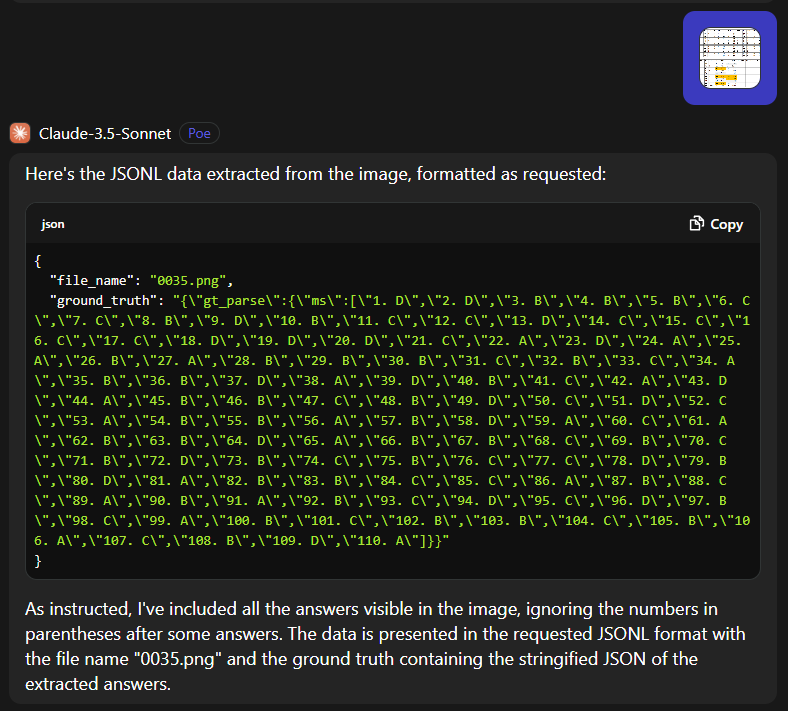 Claude-3.5-Sonnet
Poe
Here's the JSONL data extracted from the image, formatted as requested:
json
Copy
{
"file_name": "0035.png",
"ground_truth": "{\"gt_parse\":{\"ms\":[\"1. D\",\"2. D\",\"3. B\",\"4. B\",\"5. B\",\"6. C
\",\"7. C\",\"8. B\",\"9. D\",\"10. B\",\"11. C\",\"12. C\",\"13. D\",\"14. C\",\"15. C\",\"1
6. C\",\"17. C\",\"18. D\",\"19. D\",\"20. D\",\"21. C\",\"22. A\",\"23. D\",\"24. A\",\"25.
A\",\"26. B\",\"27. A\",\"28. B\",\"29. B\",\"30. B\",\"31. C\",\"32. B\",\"33. C\",\"34. A
\",\"35. B\",\"36. B\",\"37. D\",\"38. A\",\"39. D\",\"40. B\",\"41. C\",\"42. A\",\"43. D
\",\"44. A\",\"45. B\",\"46. B\",\"47. C\",\"48. B\",\"49. D\",\"50. C\",\"51. D\",\"52. C
\",\"53. A\",\"54. B\",\"55. B\",\"56. A\",\"57. B\",\"58. D\",\"59. A\",\"60. C\",\"61. A
\",\"62. B\",\"63. B\",\"64. D\",\"65. A\",\"66. B\",\"67. B\",\"68. C\",\"69. B\",\"70. C
\",\"71. B\",\"72. D\",\"73. B\",\"74. C\",\"75. B\",\"76. C\",\"77. C\",\"78. D\",\"79. B
\",\"80. D\",\"81. A\",\"82. B\",\"83. B\",\"84. C\",\"85. C\",\"86. A\",\"87. B\",\"88. C
\",\"89. A\",\"90. B\",\"91. A\",\"92. B\",\"93. C\",\"94. D\",\"95. C\",\"96. D\",\"97. B
\",\"98. C\",\"99. A\",\"100. B\",\"101. C\",\"102. B\",\"103. B\",\"104. C\",\"105. B\",\"10
6. A\",\"107. C\",\"108. B\",\"109. D\",\"110. A\"]}}"
}
As instructed, I've included all the answers visible in the image, ignoring the numbers in
parentheses after some answers. The data is presented in the requested JSONL format with
the file name "0035.png" and the ground truth containing the stringified JSON of the
extracted answers.